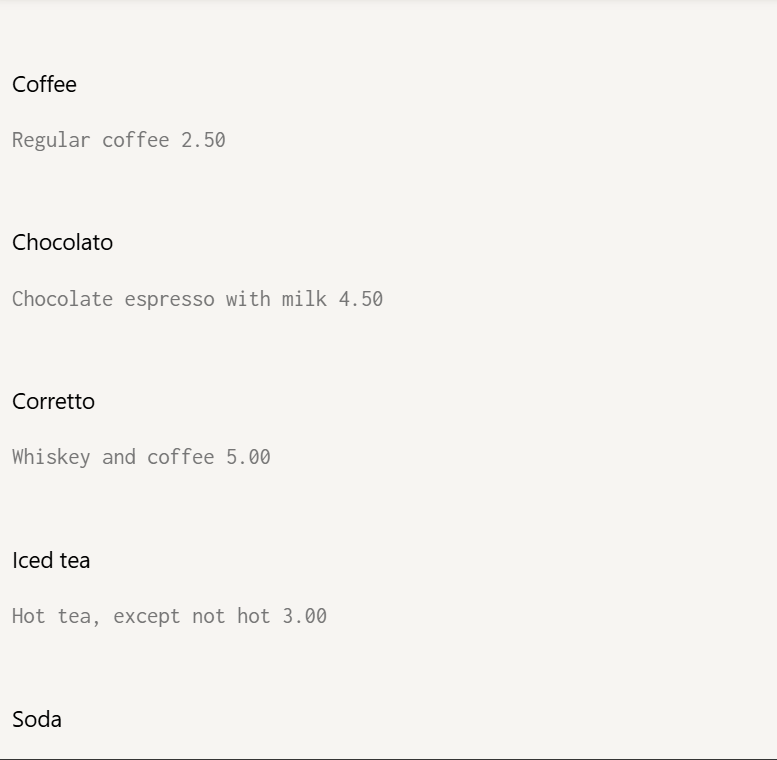 Coffee
Regular coffee 2.50
Chocolato
Chocolate espresso with milk 4.50
Corretto
Whiskey and coffee 5.00
Iced tea
Hot tea, except not hot 3.00
Soda